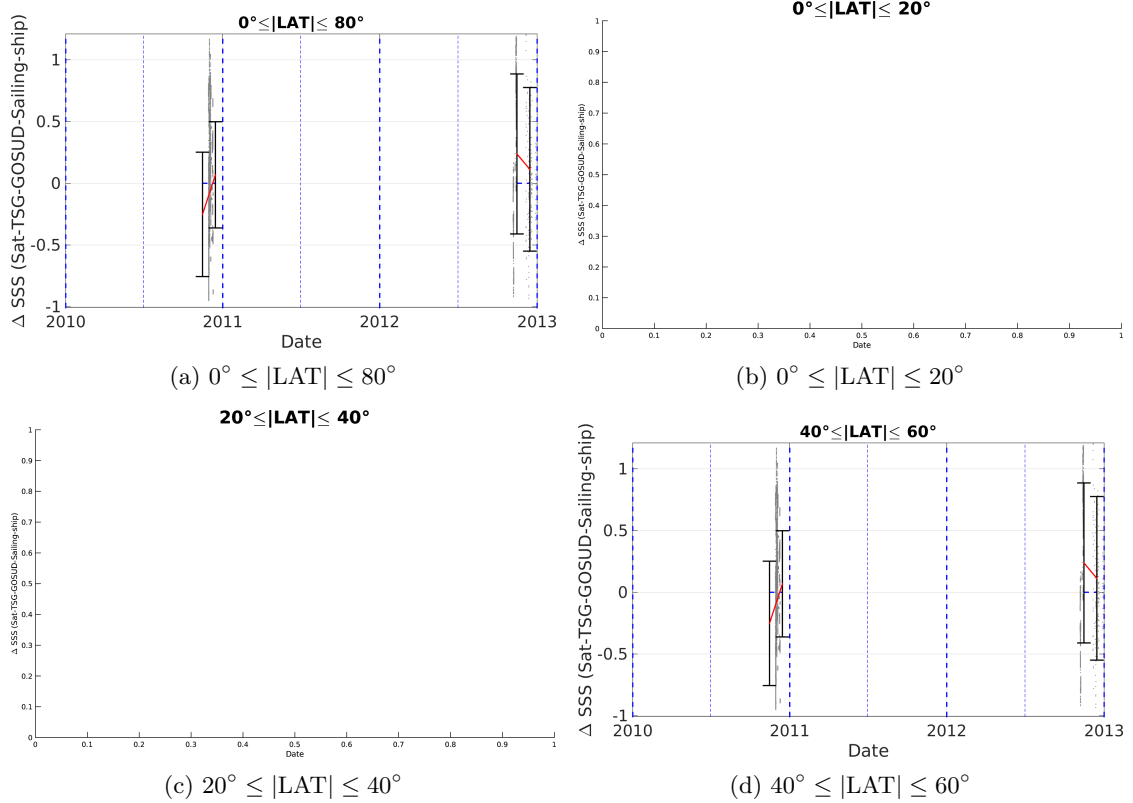 0°≤|LAT|≤ 80°
Δ SSS (Sat-TSG-GOSUD-Sailing-ship)
1
0.5
0
-0.5
-1
2010 2011 2012 2013
Date
(a) 0° ≤ |LAT| ≤ 80°
0°≤|LAT|≤ 20°
Δ SSS (Sat-TSG-GOSUD-Sailing-ship)
1
0.9
0.8
0.7
0.6
0.5
0.4
0.3
0.2
0.1
0
0 0.1 0.2 0.3 0.4 0.5 0.6 0.7 0.8 0.9 1
Date
(b) 0° ≤ |LAT| ≤ 20°
20°≤|LAT|≤ 40°
Δ SSS (Sat-TSG-GOSUD-Sailing-ship)
1
0.9
0.8
0.7
0.6
0.5
0.4
0.3
0.2
0.1
0
0 0.1 0.2 0.3 0.4 0.5 0.6 0.7 0.8 0.9 1
Date
(c) 20° ≤ |LAT| ≤ 40°
40°≤|LAT|≤ 60°
Δ SSS (Sat-TSG-GOSUD-Sailing-ship)
1
0.5
0
-0.5
-1
2010 2011 2012 2013
Date
(d) 40° ≤ |LAT| ≤ 60°